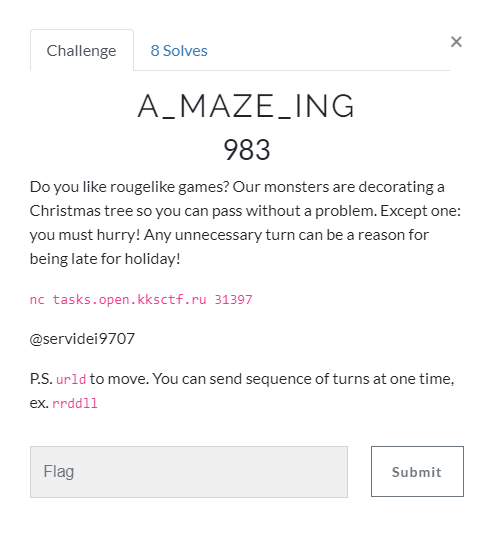 Challenge
8 Solves
×
A_MAZE_ING
983
Do you like rougelike games? Our monsters are decorating a
Christmas tree so you can pass without a problem. Except one:
you must hurry! Any unnecessary turn can be a reason for
being late for holiday!
nc tasks.open.kksctf.ru 31397
@servidei9707
P.S. urld to move. You can send sequence of turns at one time,
ex. rrddll
Flag
Submit